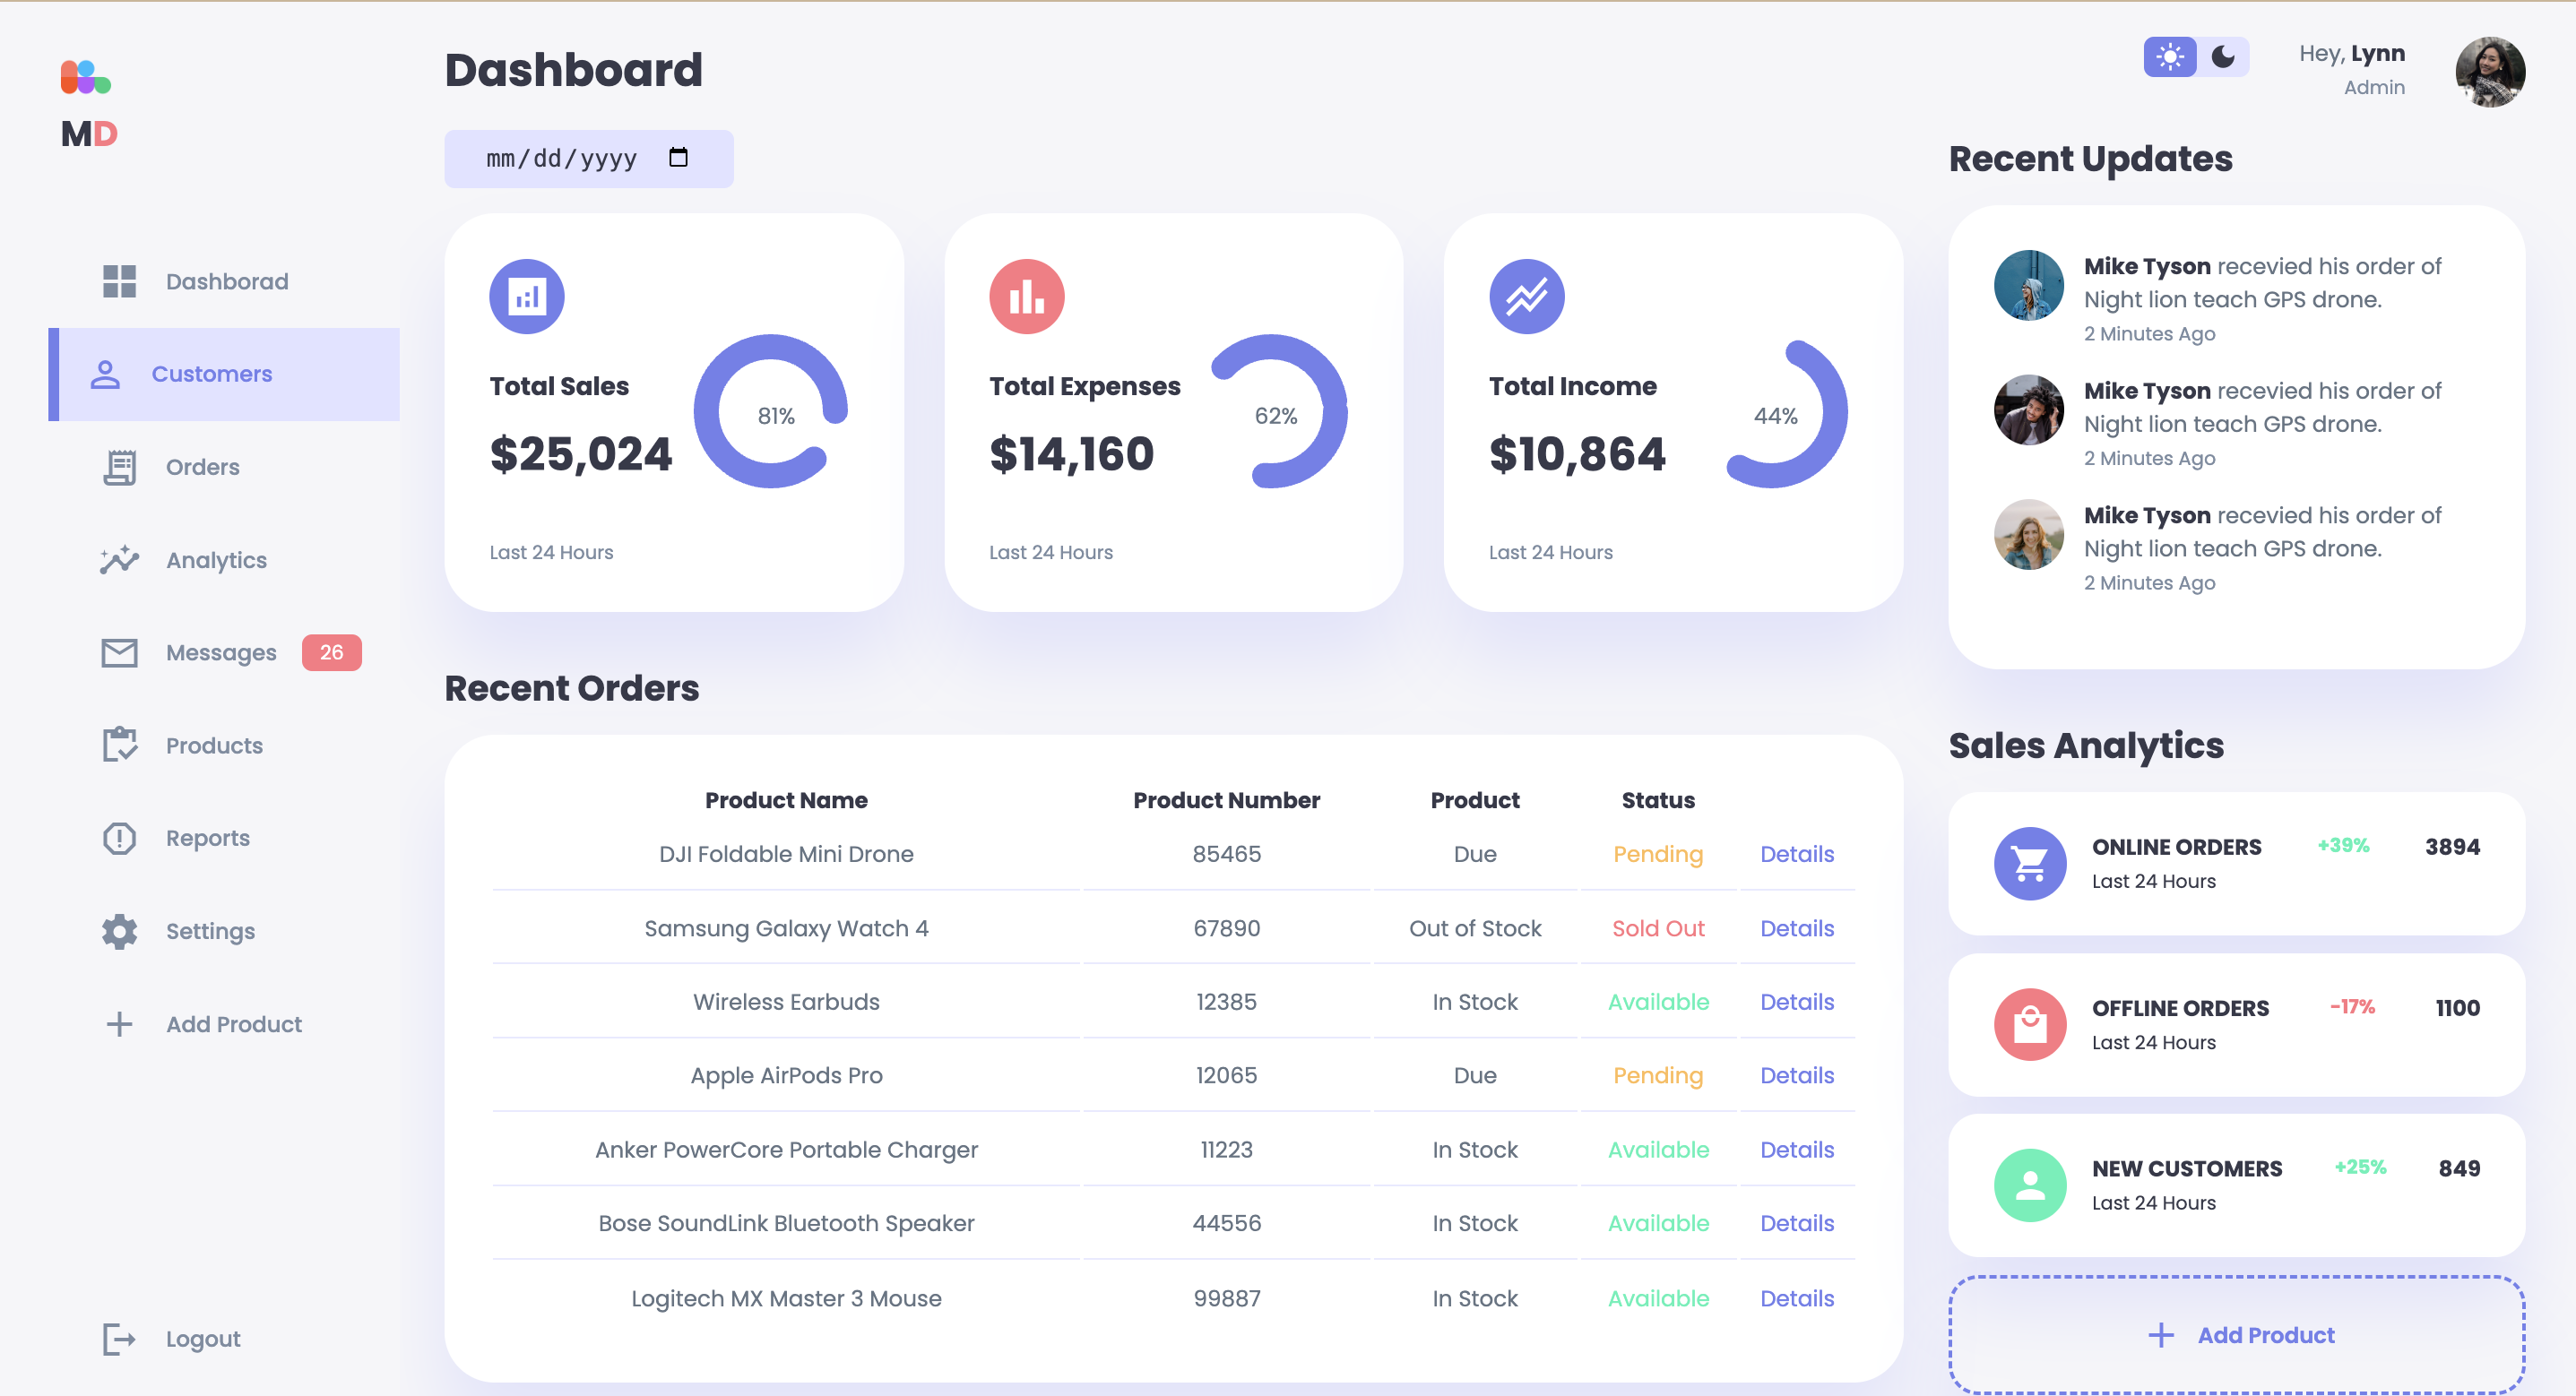 MD
Dashborad
Customers
Orders
Analytics
Messages 26
Products
Reports
Settings
Add Product
Logout
Dashboard
mm/dd/yyyy
Total Sales
$25,024
81%
Last 24 Hours
Total Expenses
$14,160
62%
Last 24 Hours
Total Income
$10,864
44%
Last 24 Hours
Recent Orders
Product Name Product Number Product Status
DJI Foldable Mini Drone 85465 Due Pending Details
Samsung Galaxy Watch 4 67890 Out of Stock Sold Out Details
Wireless Earbuds 12385 In Stock Available Details
Apple AirPods Pro 12065 Due Pending Details
Anker PowerCore Portable Charger 11223 In Stock Available Details
Bose SoundLink Bluetooth Speaker 44556 In Stock Available Details
Logitech MX Master 3 Mouse 99887 In Stock Available Details
Hey, Lynn
Admin
Recent Updates
Mike Tyson recevied his order of
Night lion teach GPS drone.
2 Minutes Ago
Mike Tyson recevied his order of
Night lion teach GPS drone.
2 Minutes Ago
Mike Tyson recevied his order of
Night lion teach GPS drone.
2 Minutes Ago
Sales Analytics
ONLINE ORDERS +39% 3894
Last 24 Hours
OFFLINE ORDERS -17% 1100
Last 24 Hours
NEW CUSTOMERS +25% 849
Last 24 Hours
Add Product